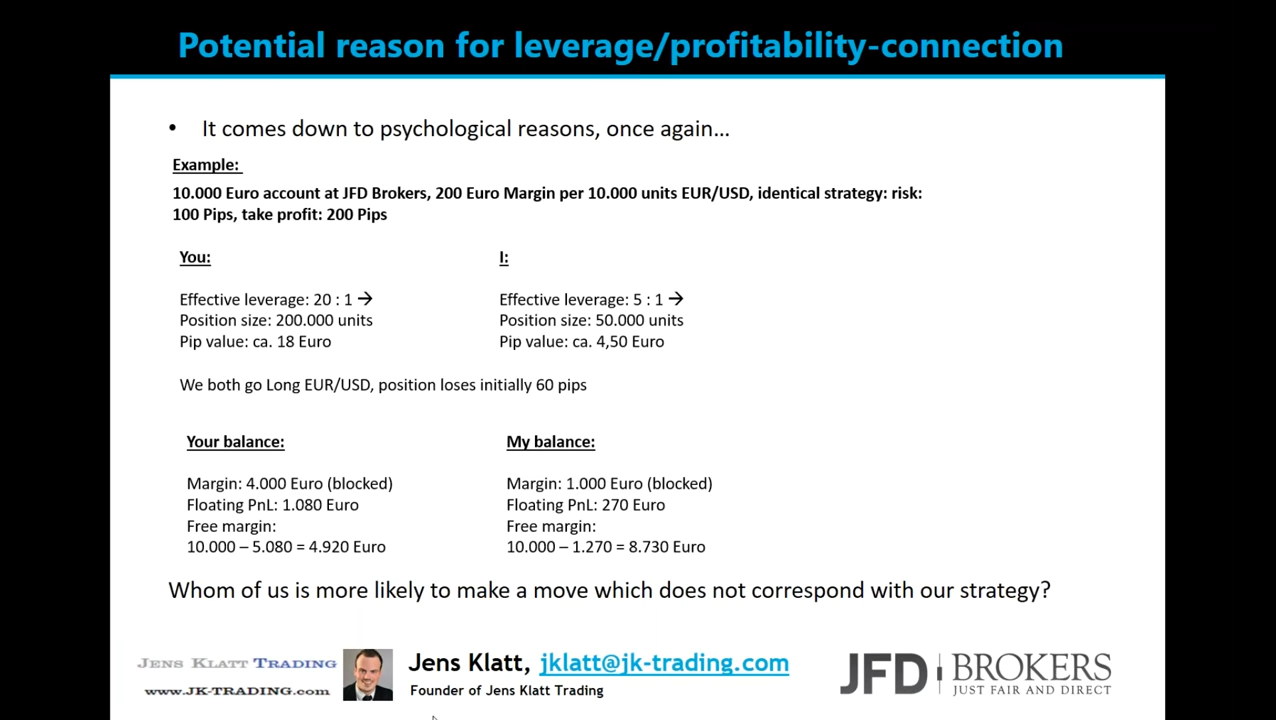 Potential reason for leverage/profitability-connection
• It comes down to psychological reasons, once again...
Example:
10.000 Euro account at JFD Brokers, 200 Euro Margin per 10.000 units EUR/USD, identical strategy: risk:
100 Pips, take profit: 200 Pips
You:
Effective leverage: 20 : 1 →
Position size: 200.000 units
Pip value: ca. 18 Euro
I:
Effective leverage: 5 : 1 →
Position size: 50.000 units
Pip value: ca. 4,50 Euro
We both go Long EUR/USD, position loses initially 60 pips
Your balance:
Margin: 4.000 Euro (blocked)
Floating PnL: 1.080 Euro
Free margin:
10.000 – 5.080 = 4.920 Euro
My balance:
Margin: 1.000 Euro (blocked)
Floating PnL: 270 Euro
Free margin:
10.000 – 1.270 = 8.730 Euro
Whom of us is more likely to make a move which does not correspond with our strategy?
JENS KLATT TRADING
www.JK-TRADING.com
Jens Klatt, jklatt@jk-trading.com
Founder of Jens Klatt Trading
JFD BROKERS
JUST FAIR AND DIRECT